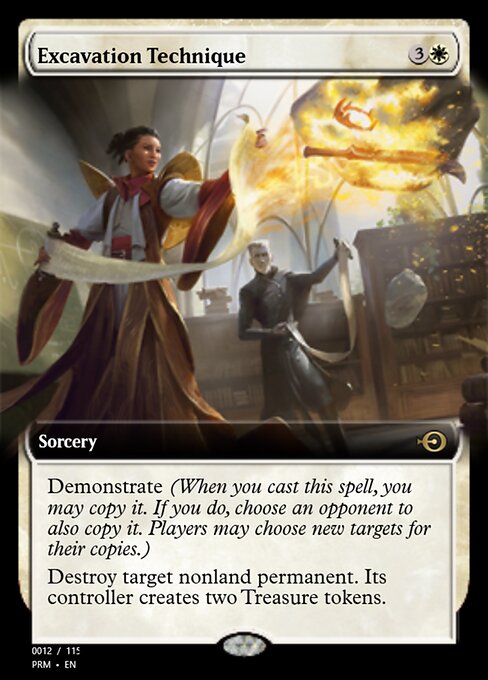 Excavation Technique
3
Sorcery
Demonstrate (When you cast this spell, you
may copy it. If you do, choose an opponent to
also copy it. Players may choose new targets for
their copies.)
Destroy target nonland permanent. Its
controller creates two Treasure tokens.
0012 / 115
PRM • EN